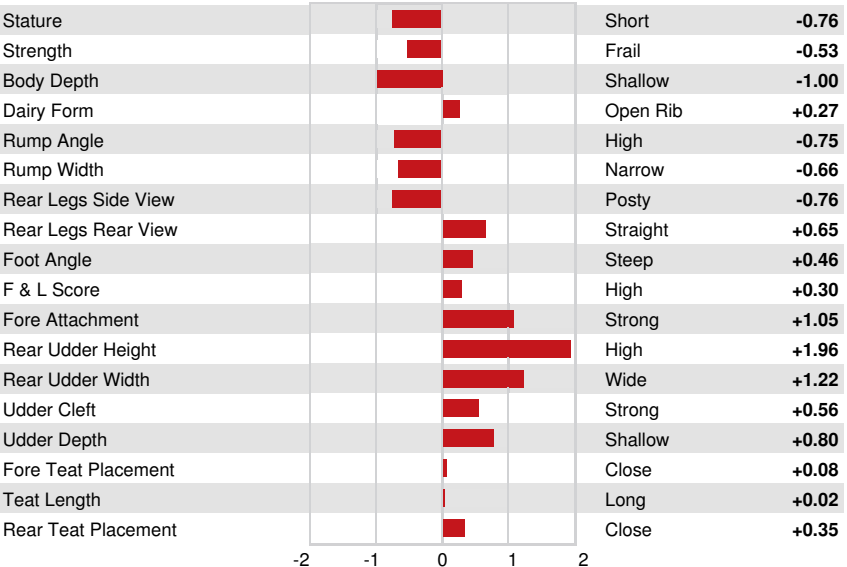 Stature Short -0.76
Strength Frail -0.53
Body Depth Shallow -1.00
Dairy Form Open Rib +0.27
Rump Angle High -0.75
Rump Width Narrow -0.66
Rear Legs Side View Posty -0.76
Rear Legs Rear View Straight +0.65
Foot Angle Steep +0.46
F & L Score High +0.30
Fore Attachment Strong +1.05
Rear Udder Height High +1.96
Rear Udder Width Wide +1.22
Udder Cleft Strong +0.56
Udder Depth Shallow +0.80
Fore Teat Placement Close +0.08
Teat Length Long +0.02
Rear Teat Placement Close +0.35
-2 -1 0 1 2